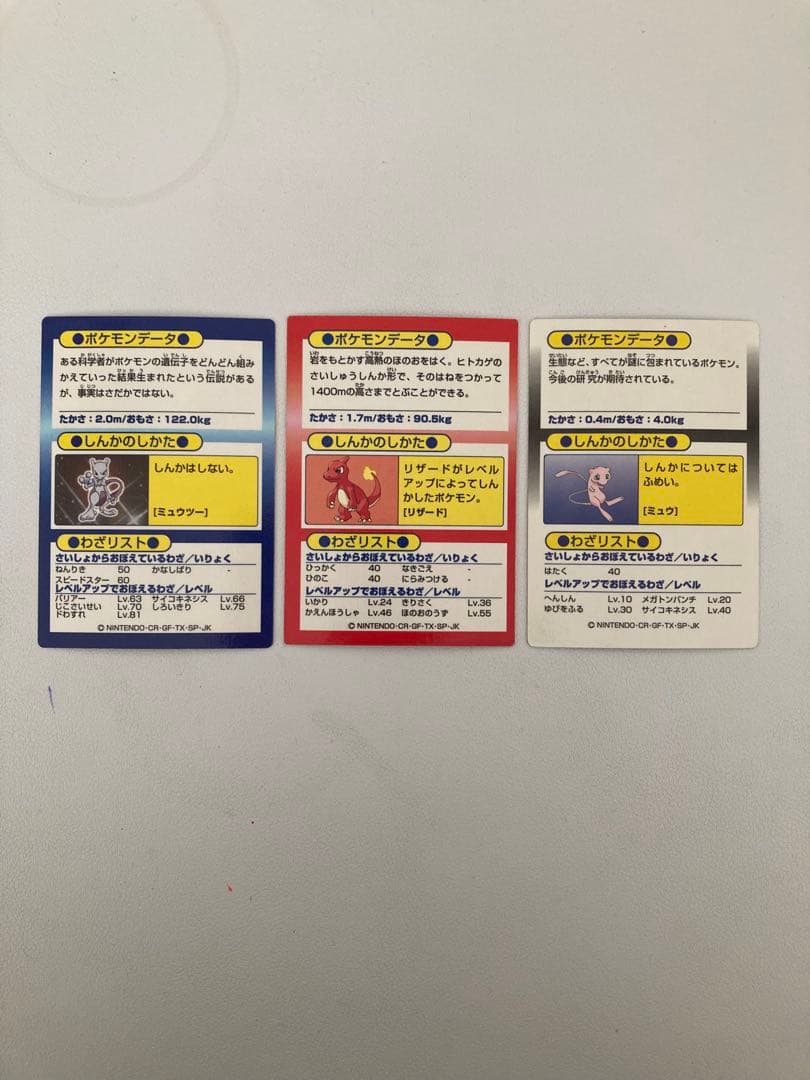 ●ポケモンデータ●
ある科学者がポケモンの遺伝子をどんどん組み
かえていった結果生まれたという伝説がある
が、事実はさだかではない。
たかさ：2.0m/おもさ：122.0kg
●しんかのしかた●
しんかはしない。
[ミュウツー]
●わざリスト●
さいしょからおぼえているわざ／いりょく
ねんりき 50 かなしばり -
スピードスター 60
レベルアップでおぼえるわざ／レベル
バリアー Lv.63 サイコキネシス Lv.66
じこさいせい Lv.70 しろいきり Lv.75
ドわすれ Lv.81
© NINTENDO・CR・GF・TX・SP・JK
●ポケモンデータ●
岩をもとかす高熱のほのおをはく。ヒトカゲの
さいしゅうしんか形で、そのはねをつかって
1400mの高さまでとぶことができる。
たかさ：1.7m/おもさ：90.5kg
●しんかのしかた●
リザードがレベル
アップによってしん
かしたポケモン。
[リザード]
●わざリスト●
さいしょからおぼえているわざ／いりょく
ひっかく 40 なきごえ -
ひのこ 40 にらみつける -
レベルアップでおぼえるわざ／レベル
いかり Lv.24 きりさく Lv.36
かえんほうしゃ Lv.46 ほのおのうず Lv.55
© NINTENDO・CR・GF・TX・SP・JK
●ポケモンデータ●
生態など、すべてが謎に包まれているポケモン。
今後の研究が期待されている。
たかさ：0.4m/おもさ：4.0kg
●しんかのしかた●
しんかについては
ふめい。
[ミュウ]
●わざリスト●
さいしょからおぼえているわざ／いりょく
はたく 40
レベルアップでおぼえるわざ／レベル
へんしん Lv.10 メガトンパンチ Lv.20
ゆびをふる Lv.30 サイコキネシス Lv.40
© NINTENDO・CR・GF・TX・SP・JK